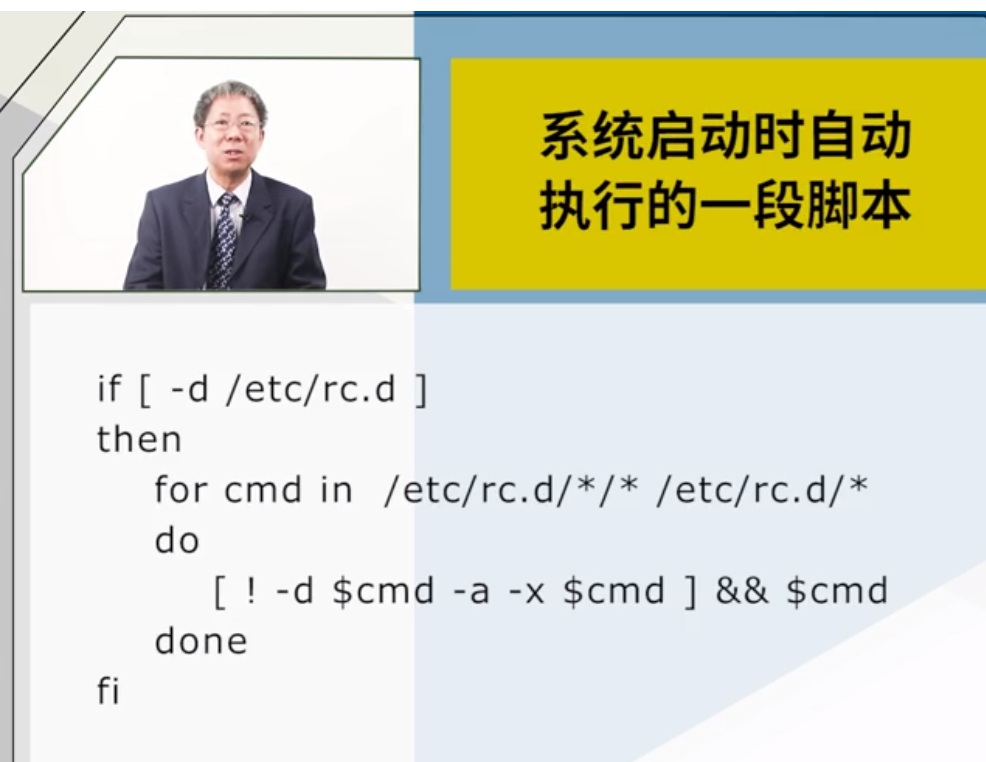 系统启动时自动
执行的一段脚本
if [ -d /etc/rc.d ]
then
for cmd in /etc/rc.d/*/* /etc/rc.d/*
do
[ ! -d $cmd -a -x $cmd ] && $cmd
done
fi